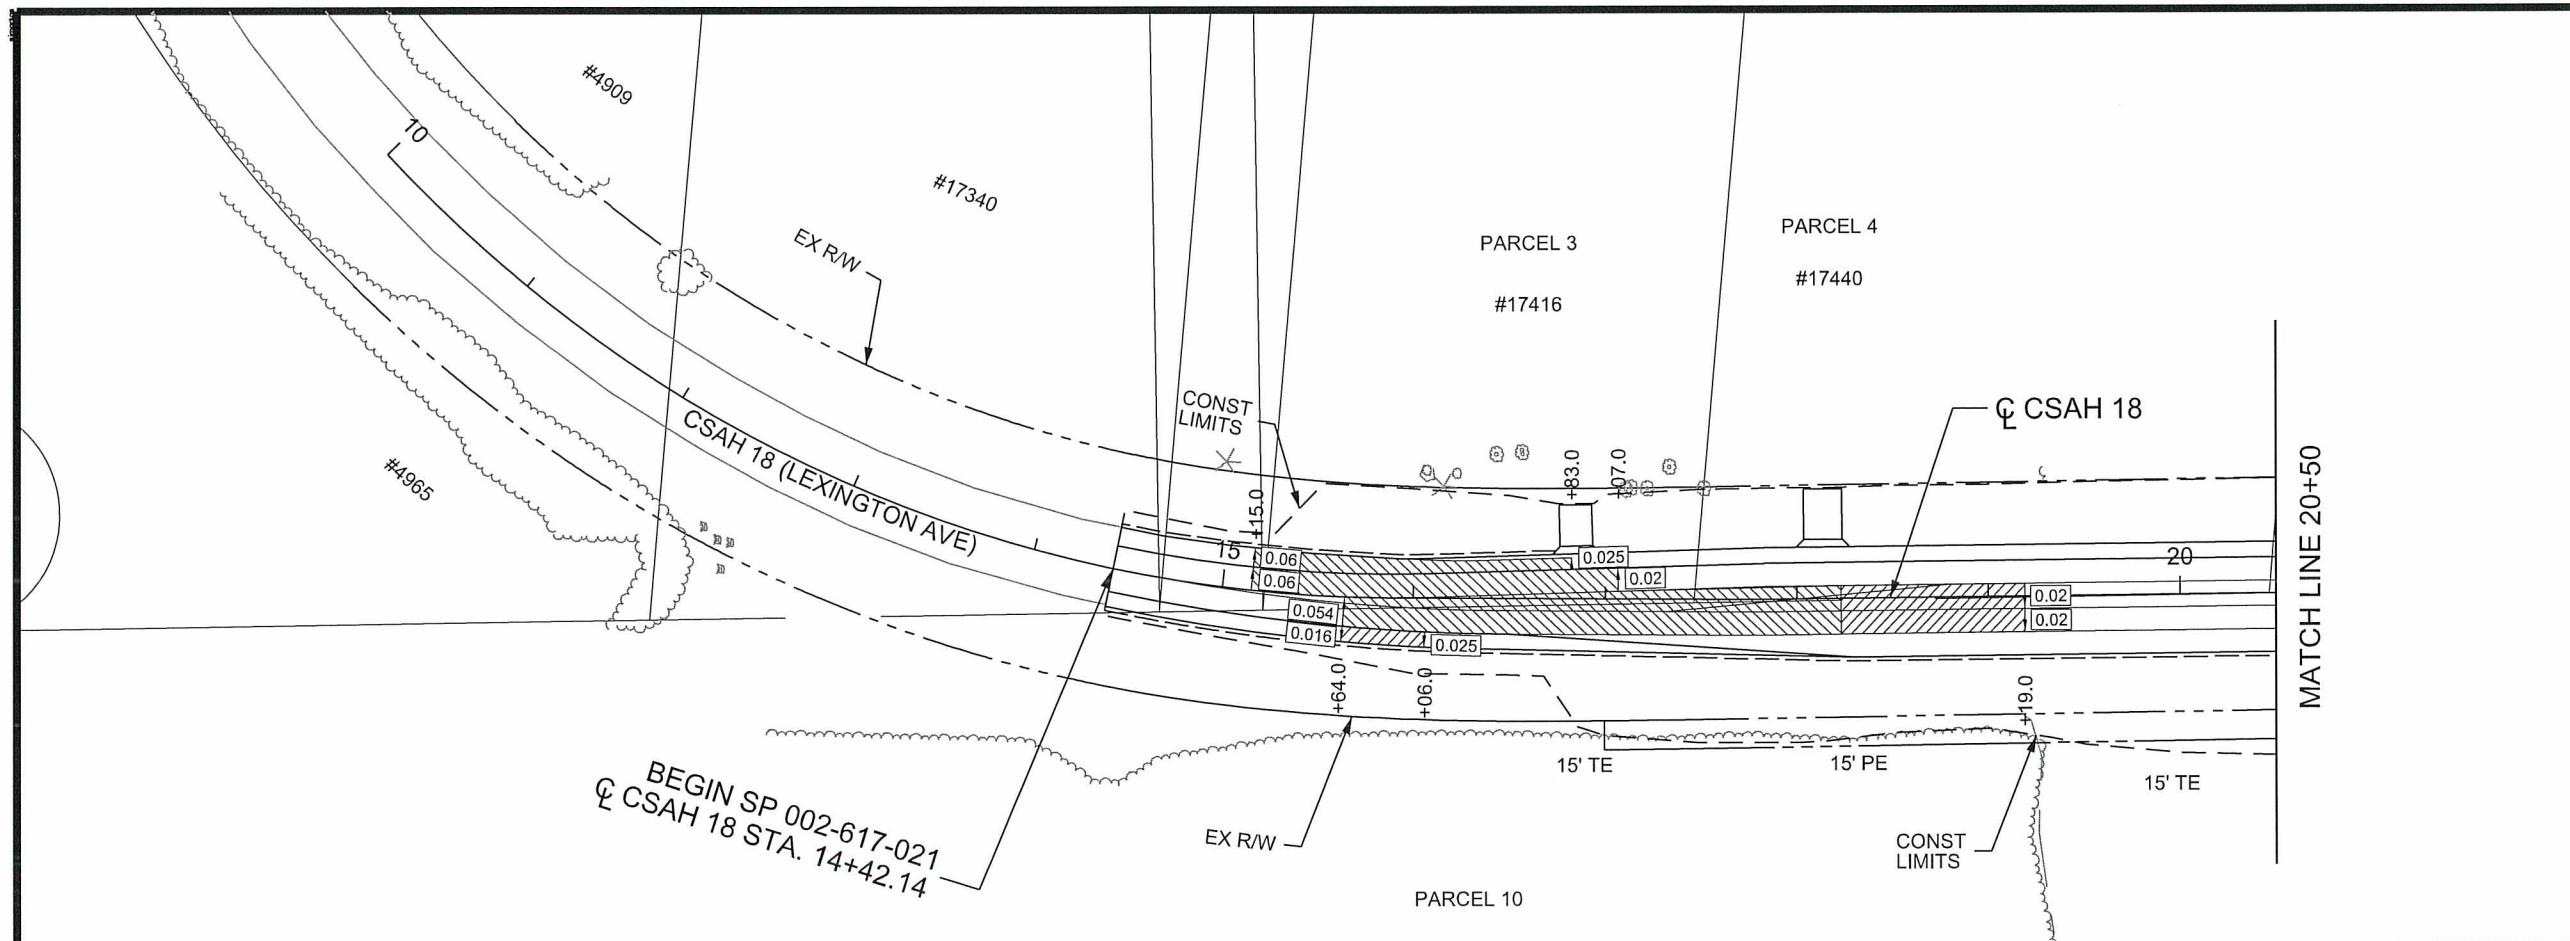 #4909
10
#17340
EX R/W
PARCEL 3
#17416
PARCEL 4
#17440
CONST
LIMITS
℄ CSAH 18
CSAH 18 (LEXINGTON AVE)
#4965
+15.0
+83.0
+07.0
15
0.06
0.06
0.025
0.02
20
0.054
0.016
0.025
0.02
0.02
MATCH LINE 20+50
+64.0
+06.0
+19.0
15' TE
15' PE
15' TE
BEGIN SP 002-617-021
℄ CSAH 18 STA. 14+42.14
EX R/W
CONST
LIMITS
PARCEL 10